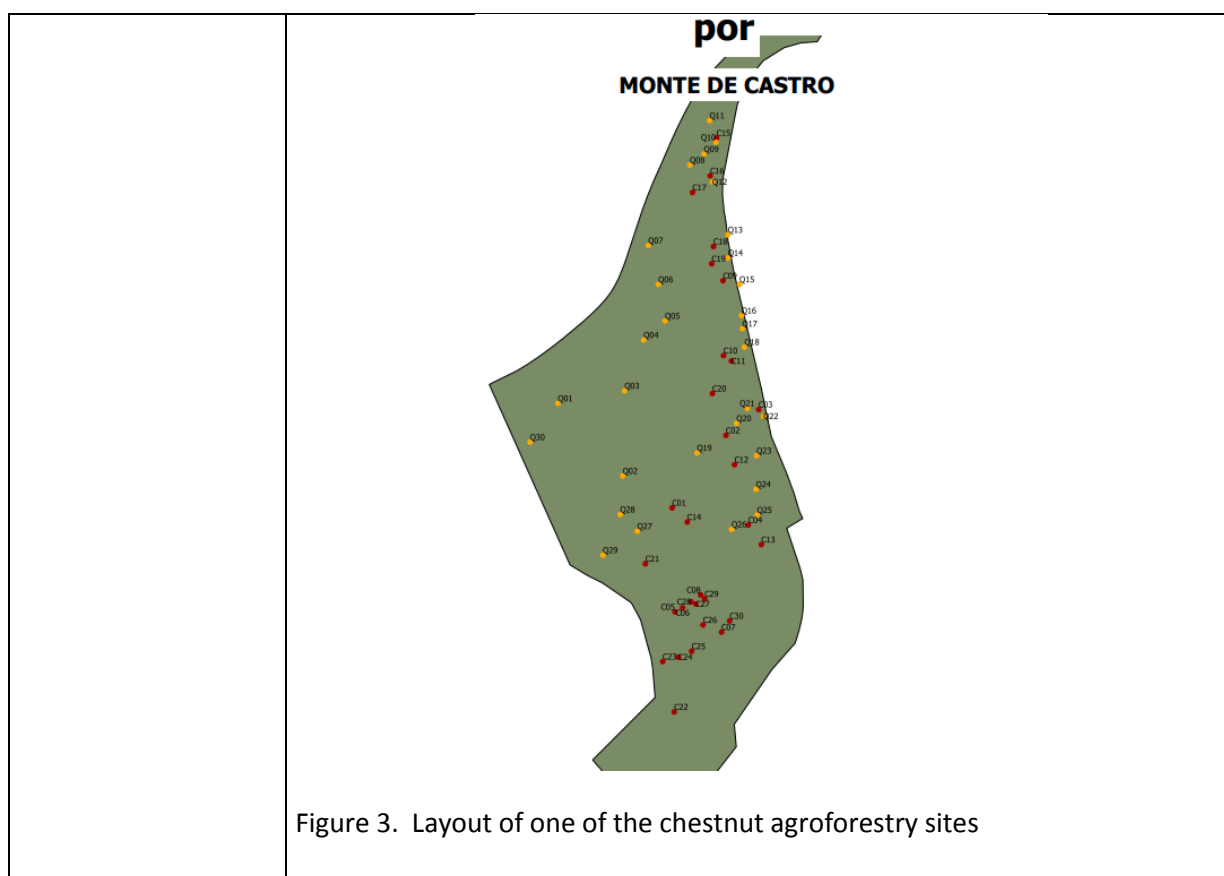 por
MONTE DE CASTRO
Q11
C15
Q10
Q09
Q08
C16
Q12
C17
Q13
C18
Q07
Q14
C19
C09
Q06
Q15
Q16
Q05
Q17
Q04
Q18
C10
C11
Q03
C20
Q01
Q21
C03
Q22
Q20
C02
Q30
Q19
Q23
C12
Q02
Q24
C01
Q28
Q25
C14
C04
Q27
Q26
C13
Q29
C21
C08
C29
C28
C27
C05
C06
C30
C26
C07
C25
C23
C24
C22
Figure 3. Layout of one of the chestnut agroforestry sites